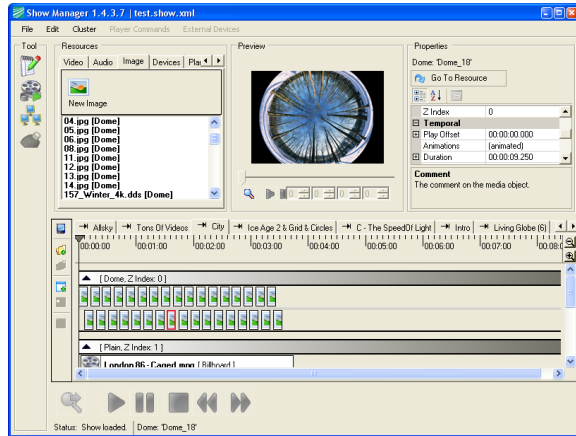 Show Manager 1.4.3.7 | test.show.xml
File Edit Cluster Player Commands External Devices
Tool
Resources
Video Audio Image Devices
New Image
04.jpg [Dome]
05.jpg [Dome]
06.jpg [Dome]
08.jpg [Dome]
11.jpg [Dome]
12.jpg [Dome]
13.jpg [Dome]
14.jpg [Dome]
157_Winter_4k.dds [Dome]
Preview
0 0 0 0
Properties
Dome: 'Dome_18'
Go To Resource
Z Index 0
Temporal
Play Offset 00:00:00.000
Animations (animated)
Duration 00:00:09.250
Comment
The comment on the media object.
Allsky Tons Of Videos City Ice Age 2 & Grid & Circles C - The SpeedOf Light Intro Living Globe (6)
00:00:00 00:01:00 00:02:00 00:03:00 00:04:00 00:05:00 00:06:00 00:07:00 00:08:
[ Dome, Z Index: 0 ]
[ Plain, Z Index: 1 ]
London 86 - Caged.mpg [ Billboard ]
Status: Show loaded. Dome: 'Dome_18'